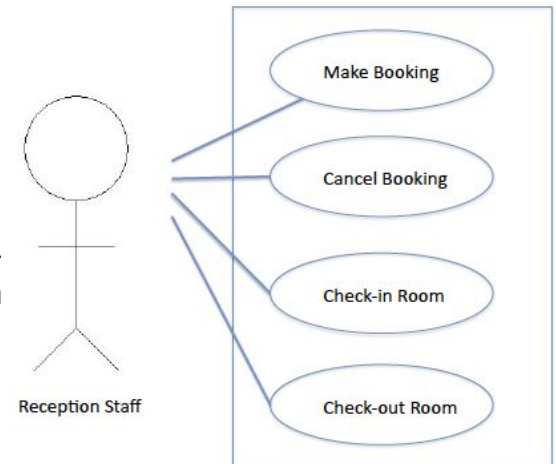 Make Booking
Cancel Booking
Check-in Room
Check-out Room
Reception Staff